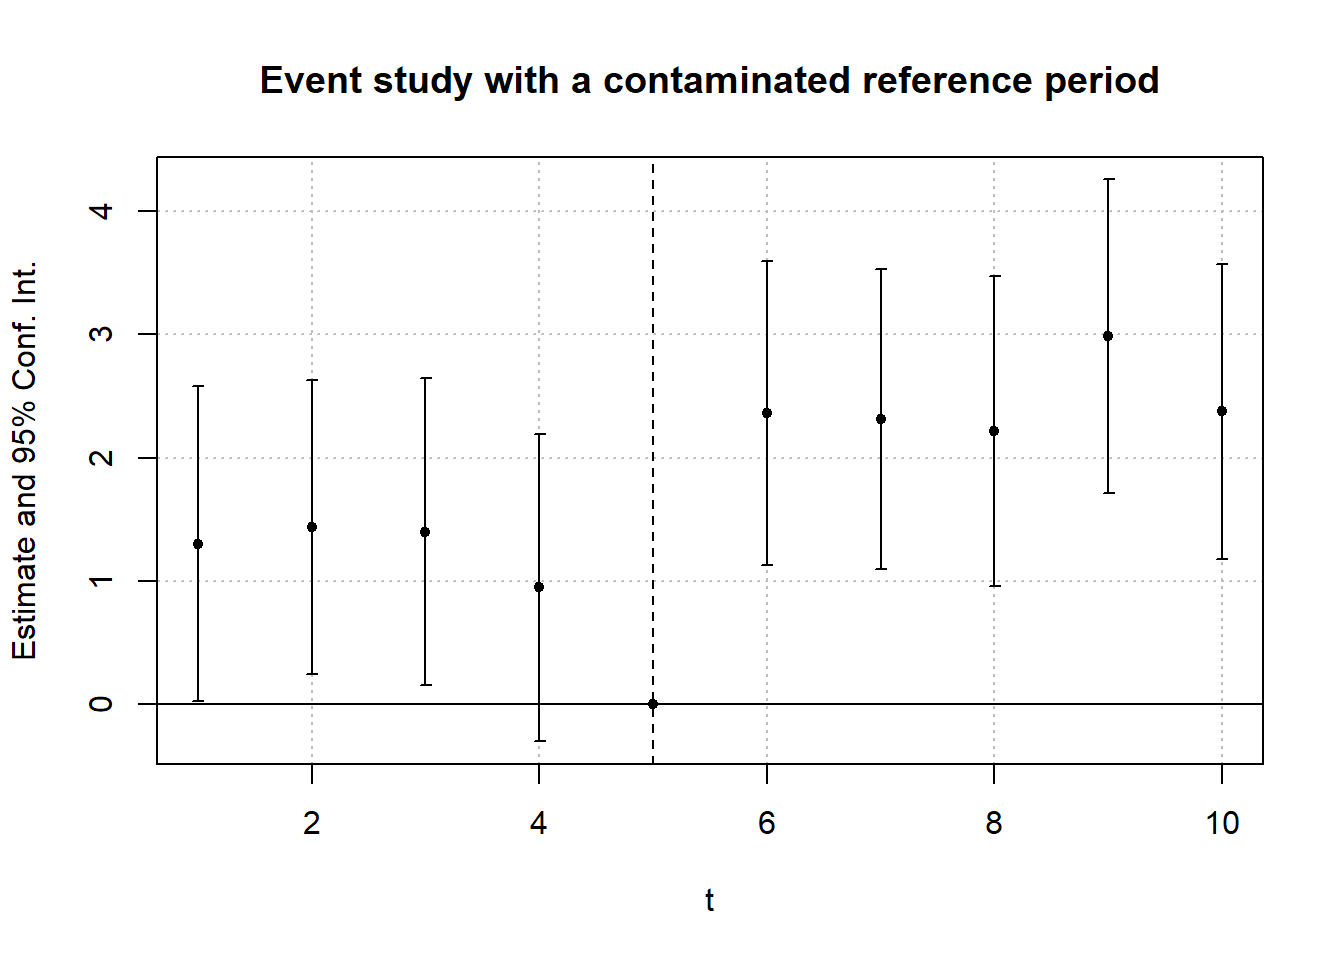 Event study with a contaminated reference period
Estimate and 95% Conf. Int.
4
3
2
1
0
2 4 6 8 10
t